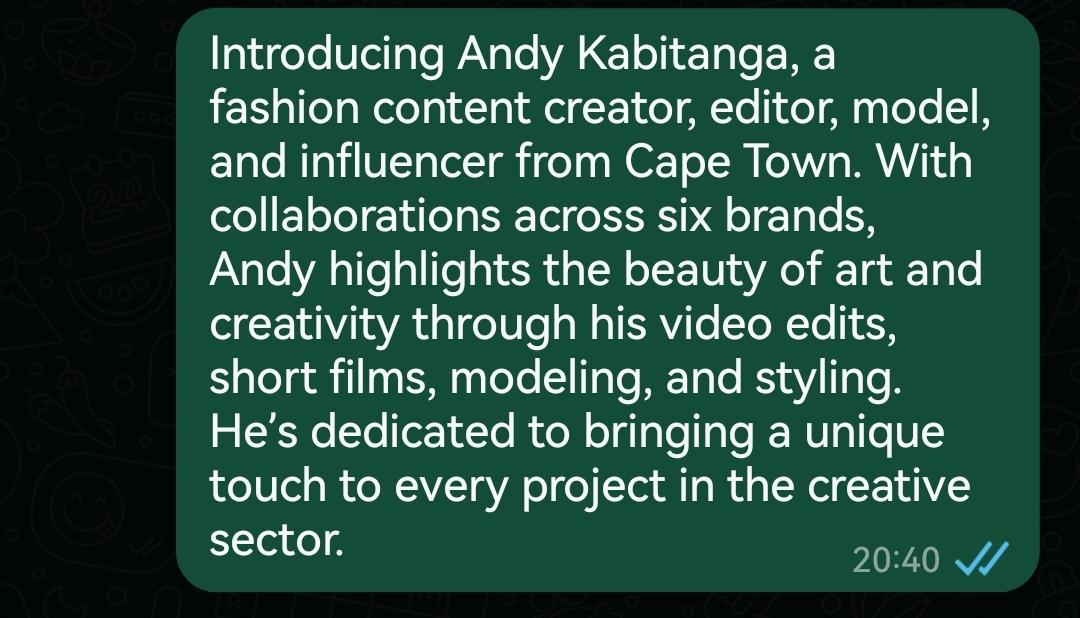 Introducing Andy Kabitanga, a
fashion content creator, editor, model,
and influencer from Cape Town. With
collaborations across six brands,
Andy highlights the beauty of art and
creativity through his video edits,
short films, modeling, and styling.
He’s dedicated to bringing a unique
touch to every project in the creative
sector.
20:40